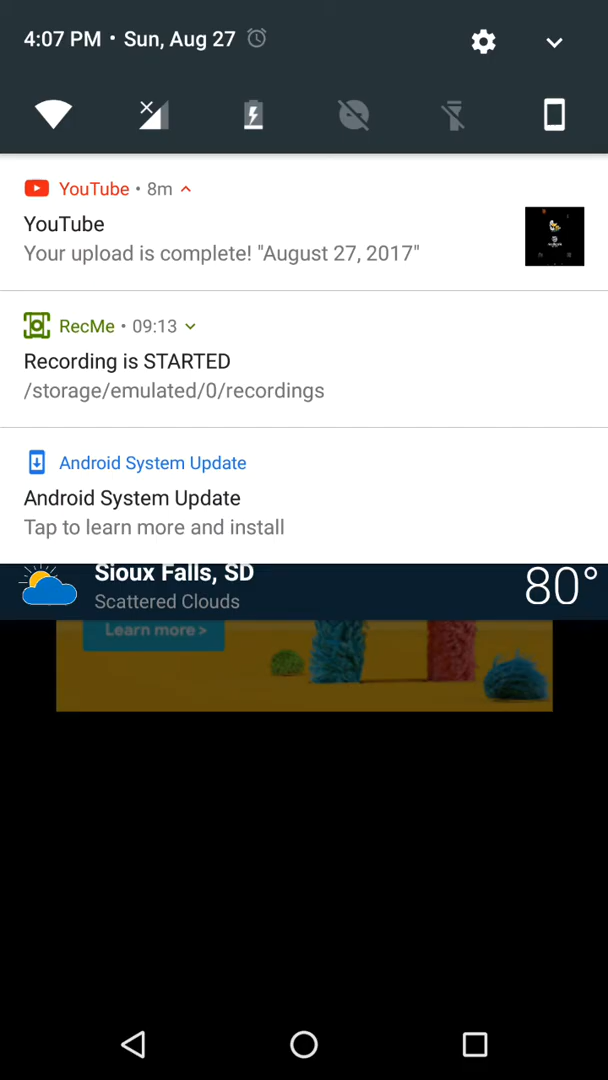 4:07 PM • Sun, Aug 27
YouTube • 8m
YouTube
Your upload is complete! "August 27, 2017"
RecMe • 09:13
Recording is STARTED
/storage/emulated/0/recordings
Android System Update
Android System Update
Tap to learn more and install
Sioux Falls, SD
80°
Scattered Clouds
Learn more >